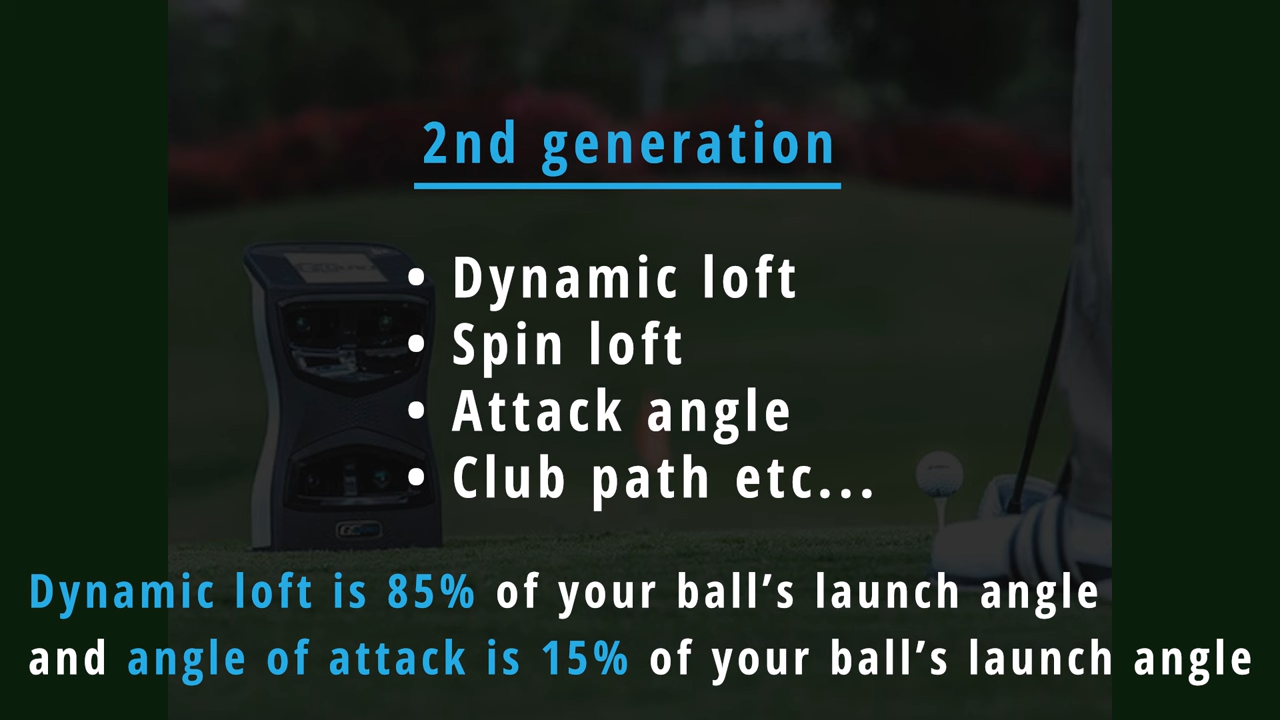 2nd generation
• Dynamic loft
• Spin loft
• Attack angle
• Club path etc...
Dynamic loft is 85% of your ball’s launch angle
and angle of attack is 15% of your ball’s launch angle